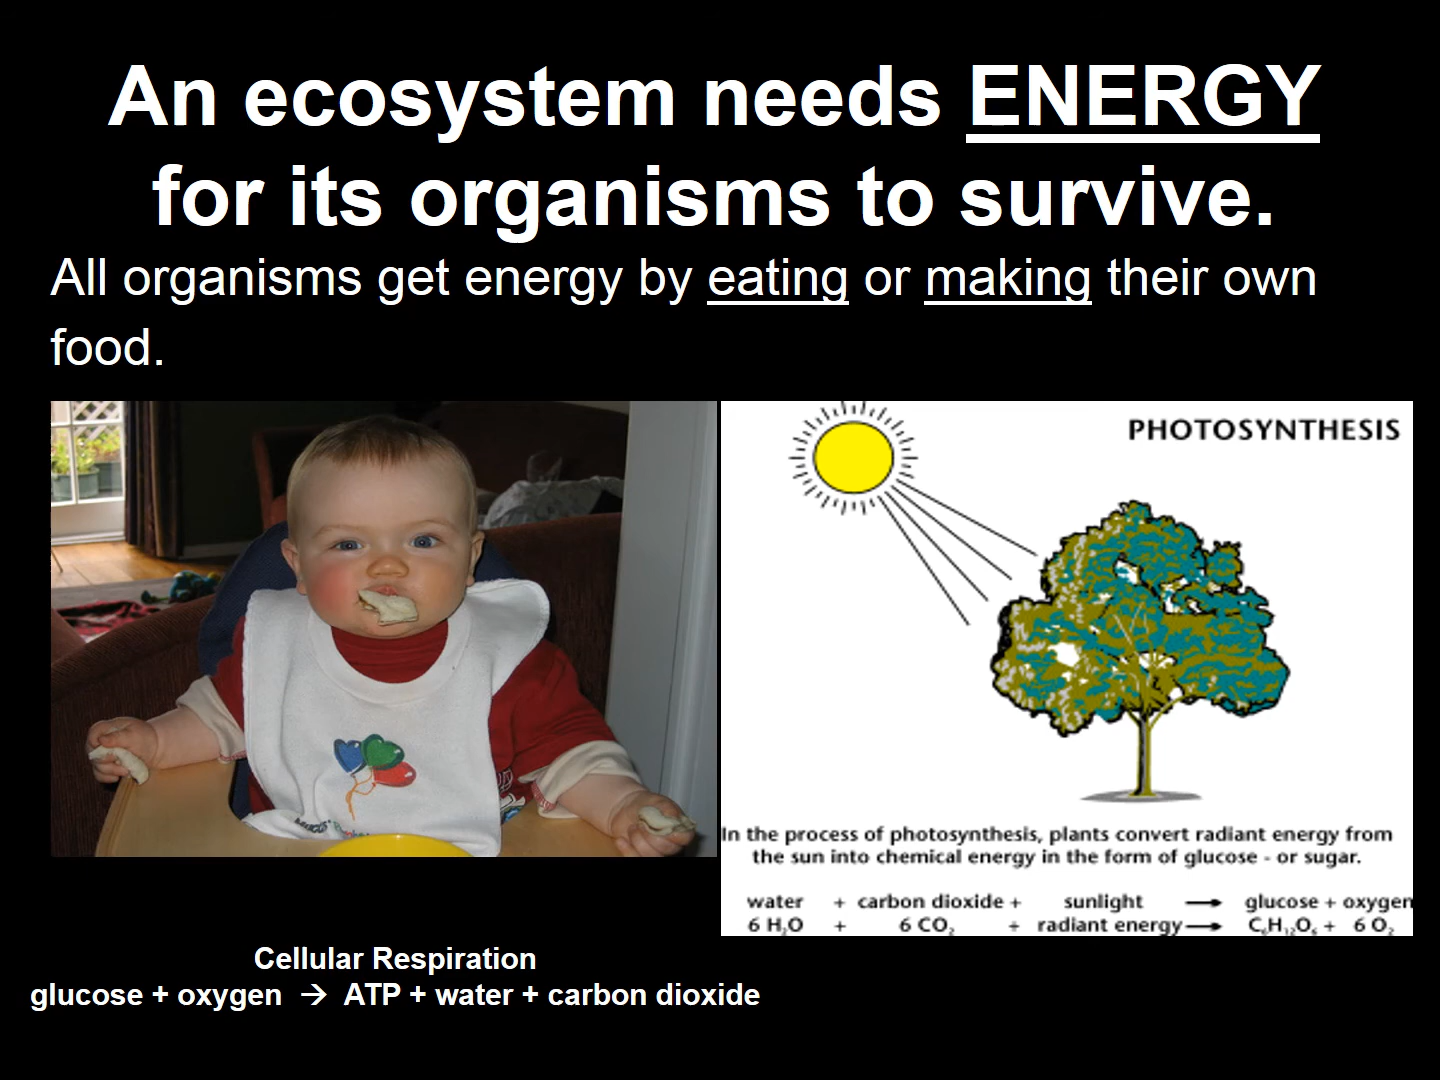 An ecosystem needs ENERGY
for its organisms to survive.
All organisms get energy by eating or making their own
food.
PHOTOSYNTHESIS
In the process of photosynthesis, plants convert radiant energy from
the sun into chemical energy in the form of glucose - or sugar.
water + carbon dioxide + sunlight → glucose + oxygen
6 H₂O + 6 CO₂ + radiant energy → C₆H₁₂O₆ + 6 O₂
Cellular Respiration
glucose + oxygen → ATP + water + carbon dioxide